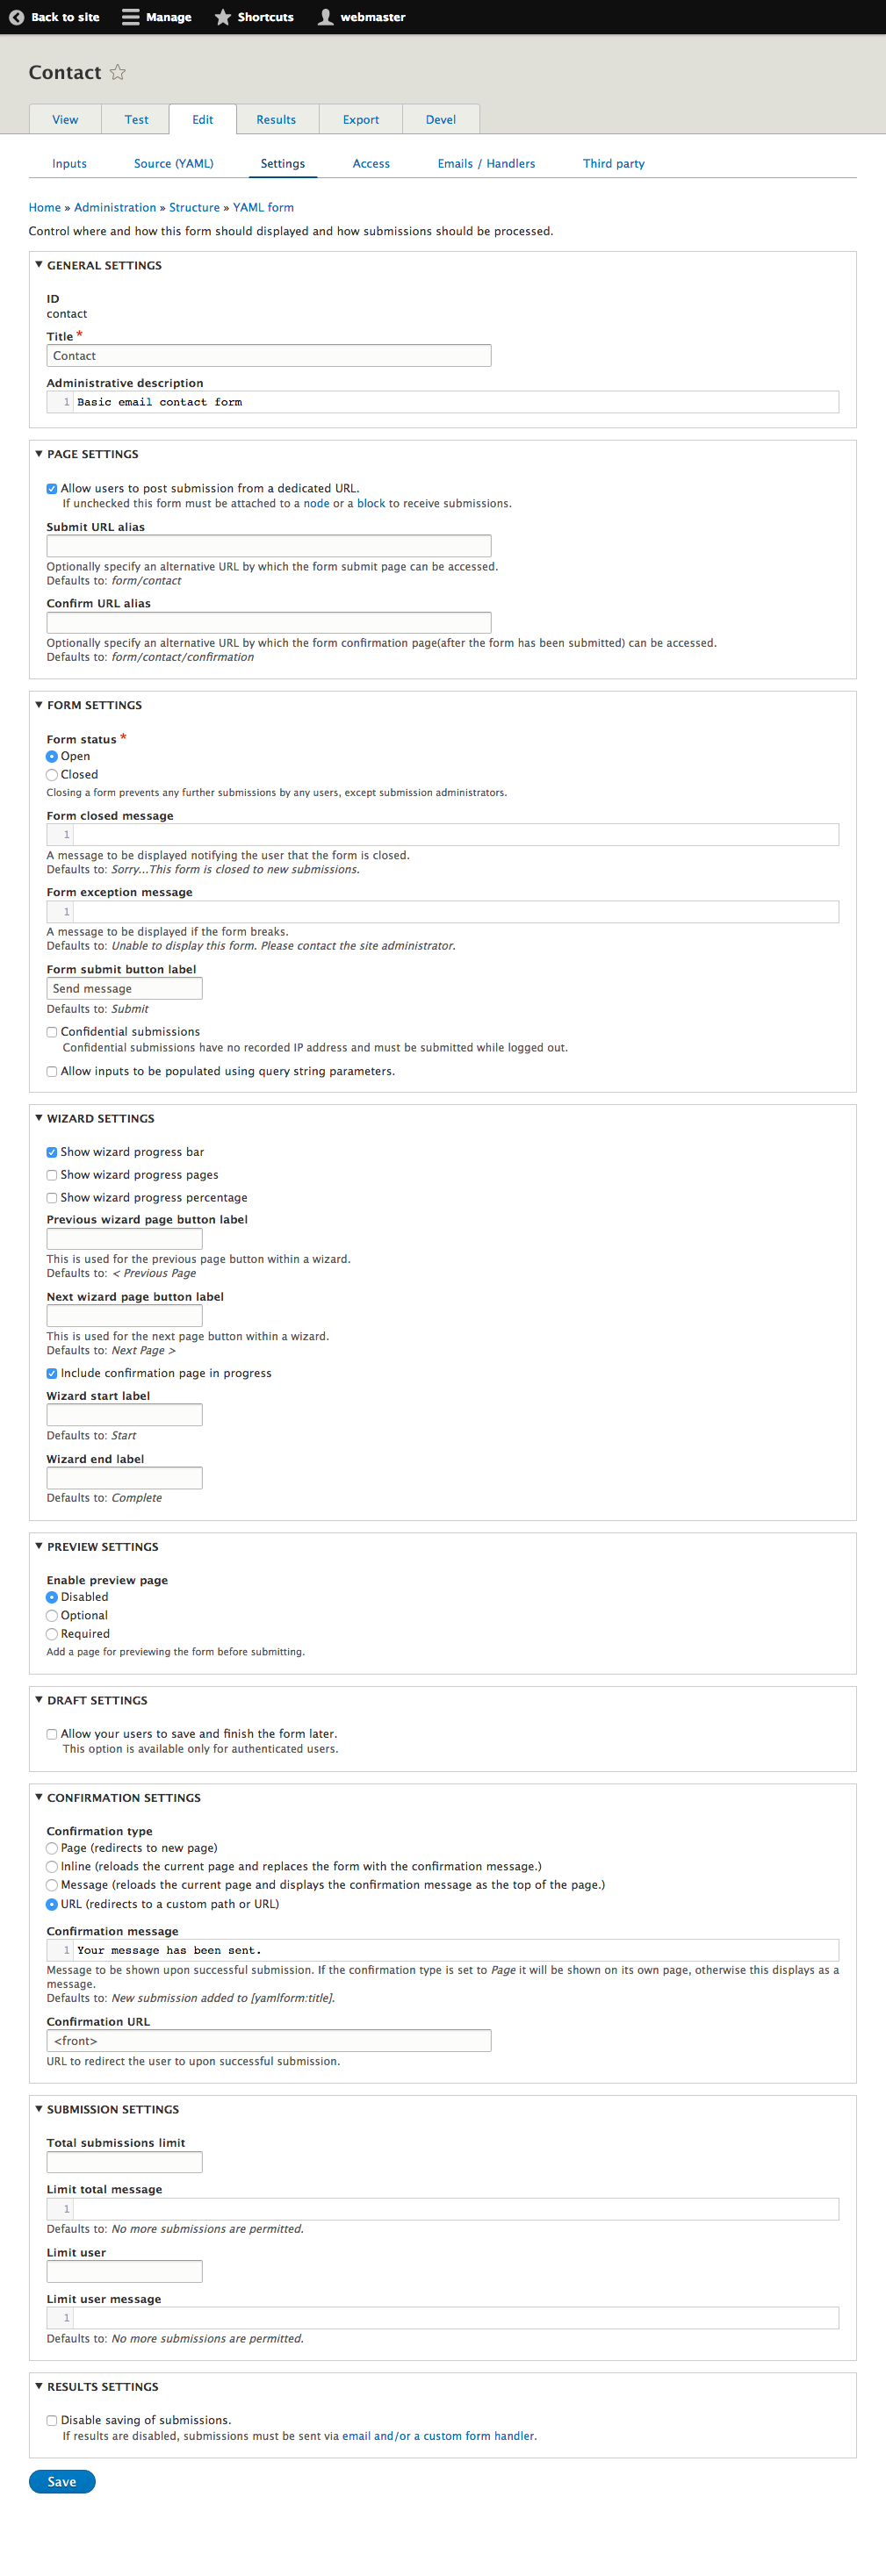 Back to site Manage Shortcuts webmaster
Contact
View Test Edit Results Export Devel
Inputs Source (YAML) Settings Access Emails / Handlers Third party
Home » Administration » Structure » YAML form
Control where and how this form should displayed and how submissions should be processed.
GENERAL SETTINGS
ID
contact
Title *
Contact
Administrative description
1 Basic email contact form
PAGE SETTINGS
Allow users to post submission from a dedicated URL.
If unchecked this form must be attached to a node or a block to receive submissions.
Submit URL alias
Optionally specify an alternative URL by which the form submit page can be accessed.
Defaults to: form/contact
Confirm URL alias
Optionally specify an alternative URL by which the form confirmation page(after the form has been submitted) can be accessed.
Defaults to: form/contact/confirmation
FORM SETTINGS
Form status *
Open
Closed
Closing a form prevents any further submissions by any users, except submission administrators.
Form closed message
1
A message to be displayed notifying the user that the form is closed.
Defaults to: Sorry...This form is closed to new submissions.
Form exception message
1
A message to be displayed if the form breaks.
Defaults to: Unable to display this form. Please contact the site administrator.
Form submit button label
Send message
Defaults to: Submit
Confidential submissions
Confidential submissions have no recorded IP address and must be submitted while logged out.
Allow inputs to be populated using query string parameters.
WIZARD SETTINGS
Show wizard progress bar
Show wizard progress pages
Show wizard progress percentage
Previous wizard page button label
This is used for the previous page button within a wizard.
Defaults to: < Previous Page
Next wizard page button label
This is used for the next page button within a wizard.
Defaults to: Next Page >
Include confirmation page in progress
Wizard start label
Defaults to: Start
Wizard end label
Defaults to: Complete
PREVIEW SETTINGS
Enable preview page
Disabled
Optional
Required
Add a page for previewing the form before submitting.
DRAFT SETTINGS
Allow your users to save and finish the form later.
This option is available only for authenticated users.
CONFIRMATION SETTINGS
Confirmation type
Page (redirects to new page)
Inline (reloads the current page and replaces the form with the confirmation message.)
Message (reloads the current page and displays the confirmation message as the top of the page.)
URL (redirects to a custom path or URL)
Confirmation message
1 Your message has been sent.
Message to be shown upon successful submission. If the confirmation type is set to Page it will be shown on its own page, otherwise this displays as a
message.
Defaults to: New submission added to [yamlform:title].
Confirmation URL
<front>
URL to redirect the user to upon successful submission.
SUBMISSION SETTINGS
Total submissions limit
Limit total message
1
Defaults to: No more submissions are permitted.
Limit user
Limit user message
1
Defaults to: No more submissions are permitted.
RESULTS SETTINGS
Disable saving of submissions.
If results are disabled, submissions must be sent via email and/or a custom form handler.
Save